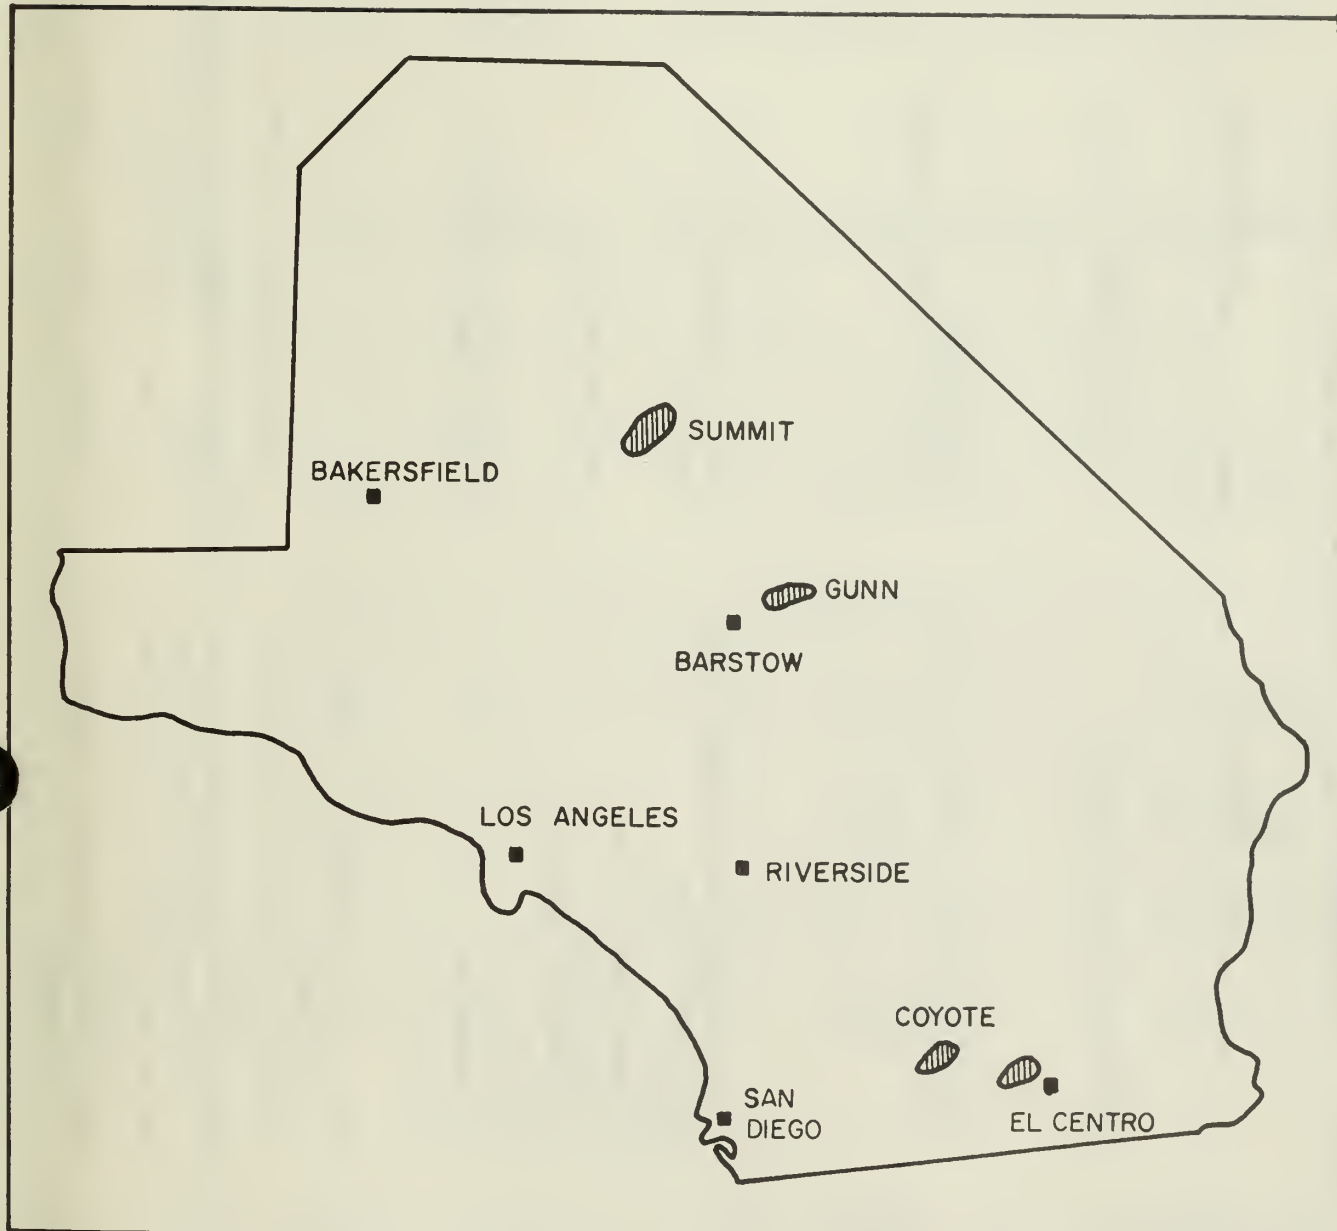 SUMMIT
BAKERSFIELD
GUNN
BARSTOW
LOS ANGELES
RIVERSIDE
COYOTE
SAN
DIEGO
EL CENTRO